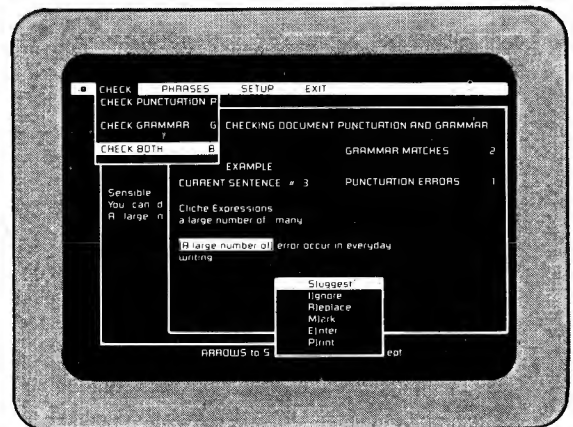 CHECK PHRASES SETUP EXIT
CHECK PUNCTUATION P
CHECK GRAMMAR G
CHECK BOTH B
CHECKING DOCUMENT PUNCTUATION AND GRAMMAR
GRAMMAR MATCHES 2
EXAMPLE
CURRENT SENTENCE # 3 PUNCTUATION ERRORS 1
Sensible
You can d
A large n
Cliche Expressions
a large number of many
A large number of error occur in everyday
writing
S)uggest
I)gnore
R)eplace
M)ark
E)nter
P)rint
ARROWS to S ept